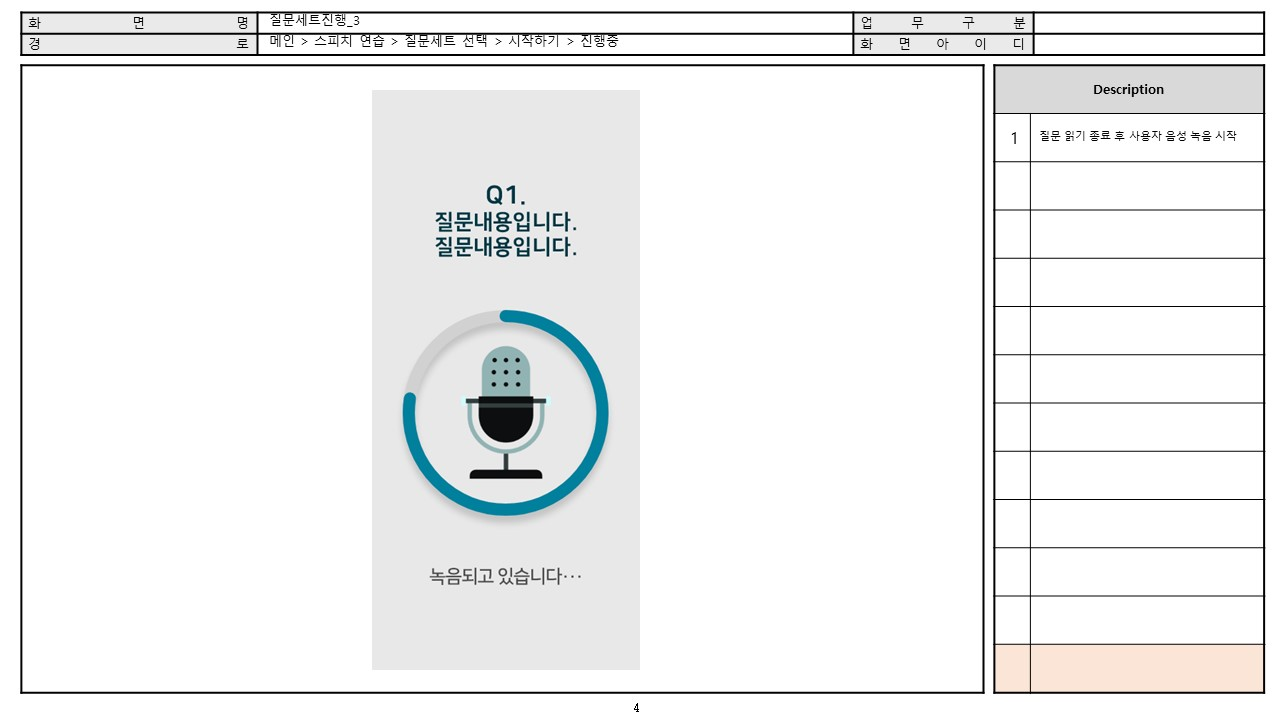 화면명 질문세트진행_3 업무구분
경로 메인 > 스피치 연습 > 질문세트 선택 > 시작하기 > 진행중 화면아이디
Q1.
질문내용입니다.
질문내용입니다.
녹음되고 있습니다···
Description
1 질문 읽기 종료 후 사용자 음성 녹음 시작
4